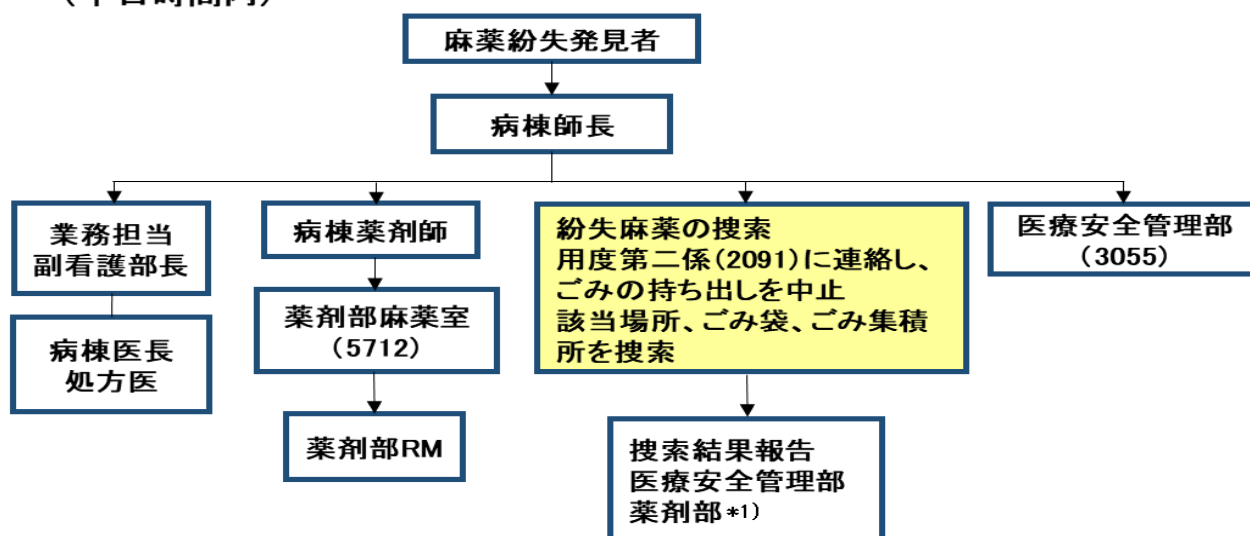 麻薬紛失発見者
病棟師長
業務担当
副看護部長
病棟医長
処方医
病棟薬剤師
薬剤部麻薬室
(5712)
薬剤部RM
紛失麻薬の捜索
用度第二係(2091)に連絡し、
ごみの持ち出しを中止
該当場所、ごみ袋、ごみ集積
所を捜索
捜索結果報告
医療安全管理部
薬剤部*1)
医療安全管理部
(3055)